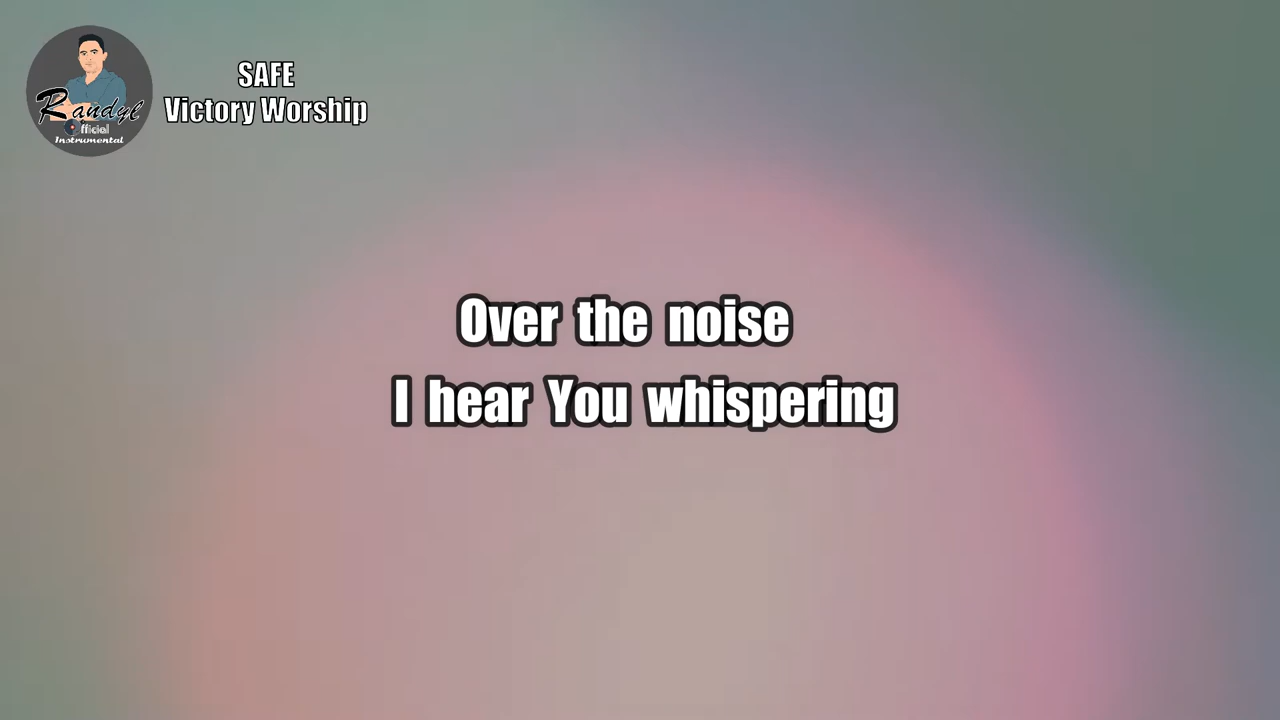 SAFE
Victory Worship
Randyl
Official
Instrumental
Over the noise
I hear You whispering